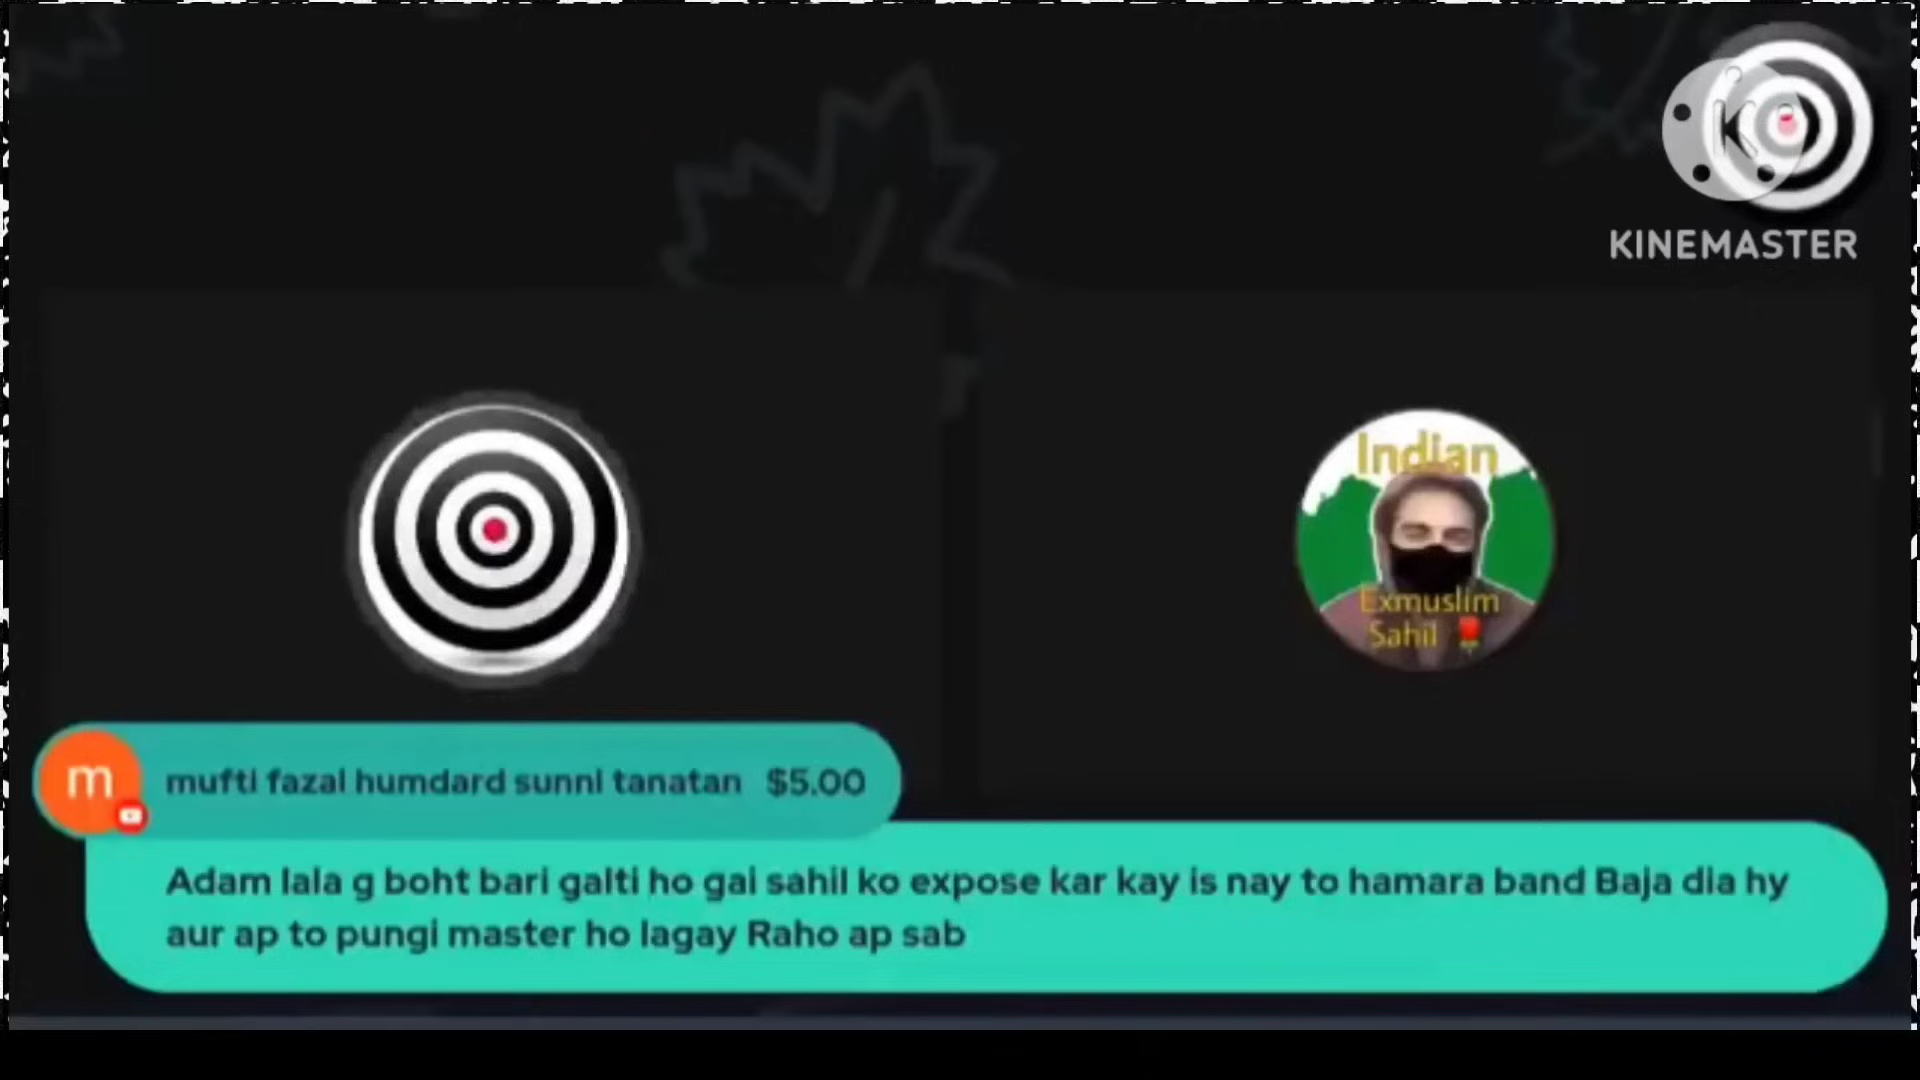 K
KINEMASTER
Indian
Exmuslim
Sahil
m
mufti fazal humdard sunni tanatan $5.00
Adam lala g boht bari galti ho gai sahil ko expose kar kay is nay to hamara band Baja dia hy
aur ap to pungi master ho lagay Raho ap sab